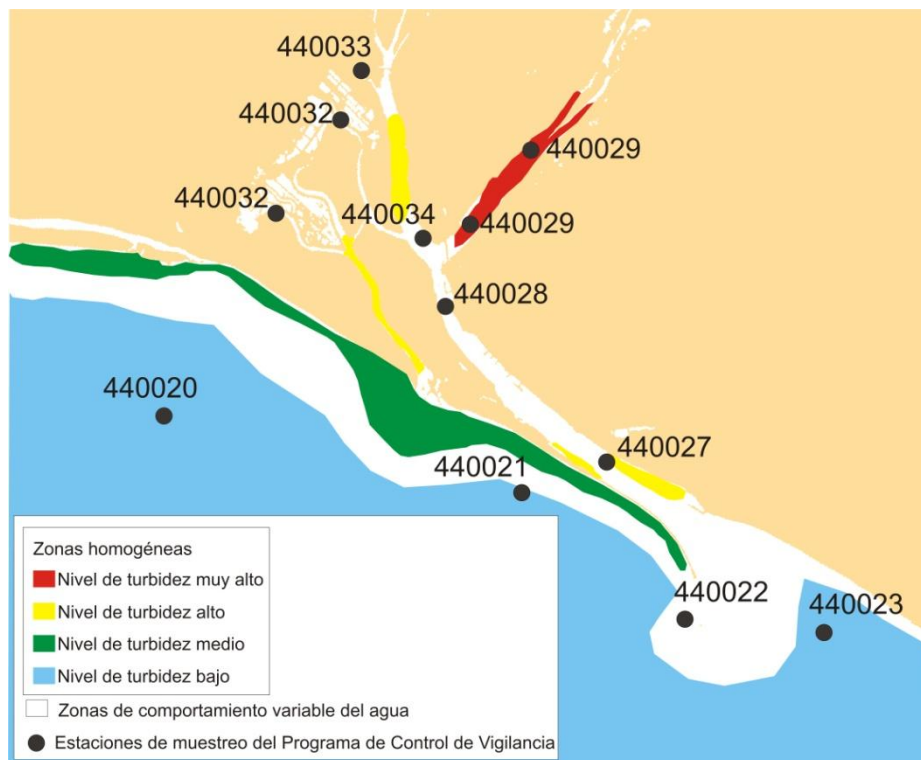 440033
440032
440029
440032
440034
440029
440028
440020
440027
440021
440022
440023
Zonas homogéneas
Nivel de turbidez muy alto
Nivel de turbidez alto
Nivel de turbidez medio
Nivel de turbidez bajo
Zonas de comportamiento variable del agua
Estaciones de muestreo del Programa de Control de Vigilancia